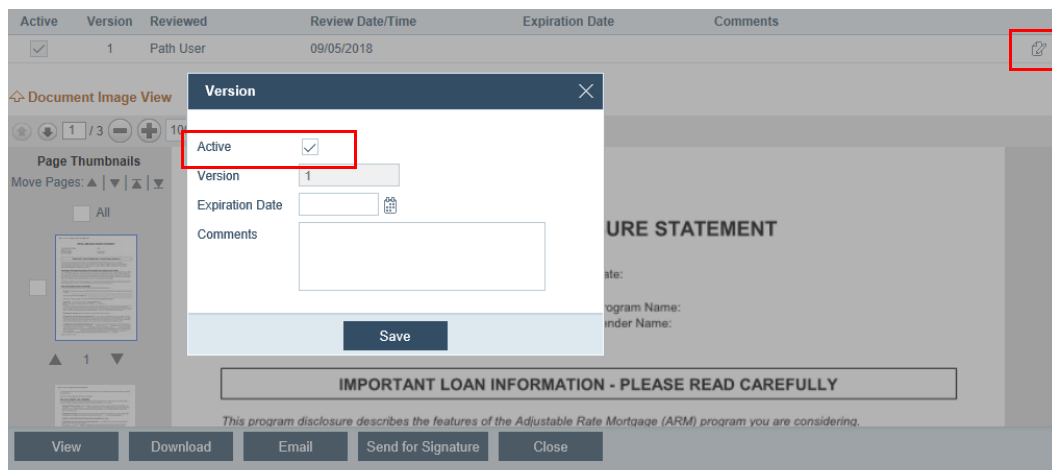 Active Version Reviewed Review Date/Time Expiration Date Comments
1 Path User 09/05/2018
Document Image View
Version
1 / 3 10
Active
Page Thumbnails
Version 1
Move Pages:
Expiration Date
All
Comments
URE STATEMENT
ate:
rogram Name:
ender Name:
Save
1
IMPORTANT LOAN INFORMATION - PLEASE READ CAREFULLY
This program disclosure describes the features of the Adjustable Rate Mortgage (ARM) program you are considering.
View Download Email Send for Signature Close